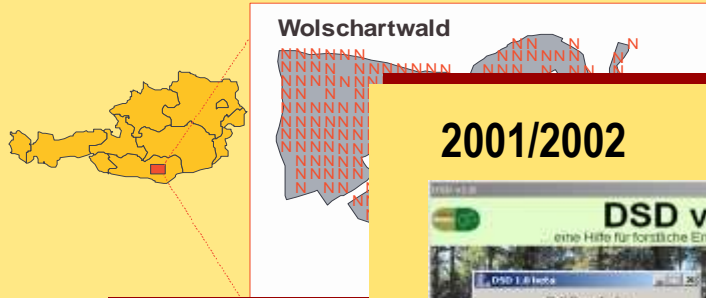 Wolschartwald
N N N N
N N N N N N N N N N N
N N N N N N N N N N N N N N N N N
N N N N N N
N N N N N N
N N N N N N
N N N N N N
N N N N N N
N N N N N
N N N N
N N N
N
2001/2002
DSD v
eine Hilfe für forstliche En
DSD 1.0 beta